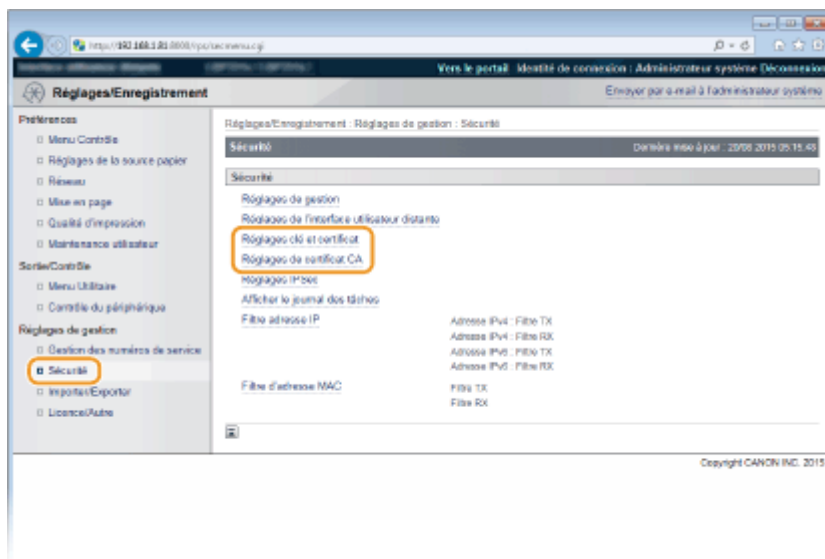 http://192.168.1.81:8000/rps/secmenu.cgi
Vers le portail Identité de connexion : Administrateur système Déconnexion
Réglages/Enregistrement
Envoyer par e-mail à l'administrateur système
Préférences
Menu Contrôle
Réglages de la source papier
Réseau
Mise en page
Qualité d'impression
Maintenance utilisateur
Sortie/Contrôle
Menu Utilitaire
Contrôle du périphérique
Réglages de gestion
Gestion des numéros de service
Sécurité
Importer/Exporter
Licence/Autre
Réglages/Enregistrement : Réglages de gestion : Sécurité
Sécurité
Dernière mise à jour : 20/08 2015 05:15:48
Sécurité
Réglages de gestion
Réglages de l'interface utilisateur distante
Réglages clé et certificat
Réglages de certificat CA
Réglages IPSec
Afficher le journal des tâches
Filtre adresse IP
Adresse IPv4 : Filtre TX
Adresse IPv4 : Filtre RX
Adresse IPv6 : Filtre TX
Adresse IPv6 : Filtre RX
Filtre d'adresse MAC
Filtre TX
Filtre RX
Copyright CANON INC. 2015